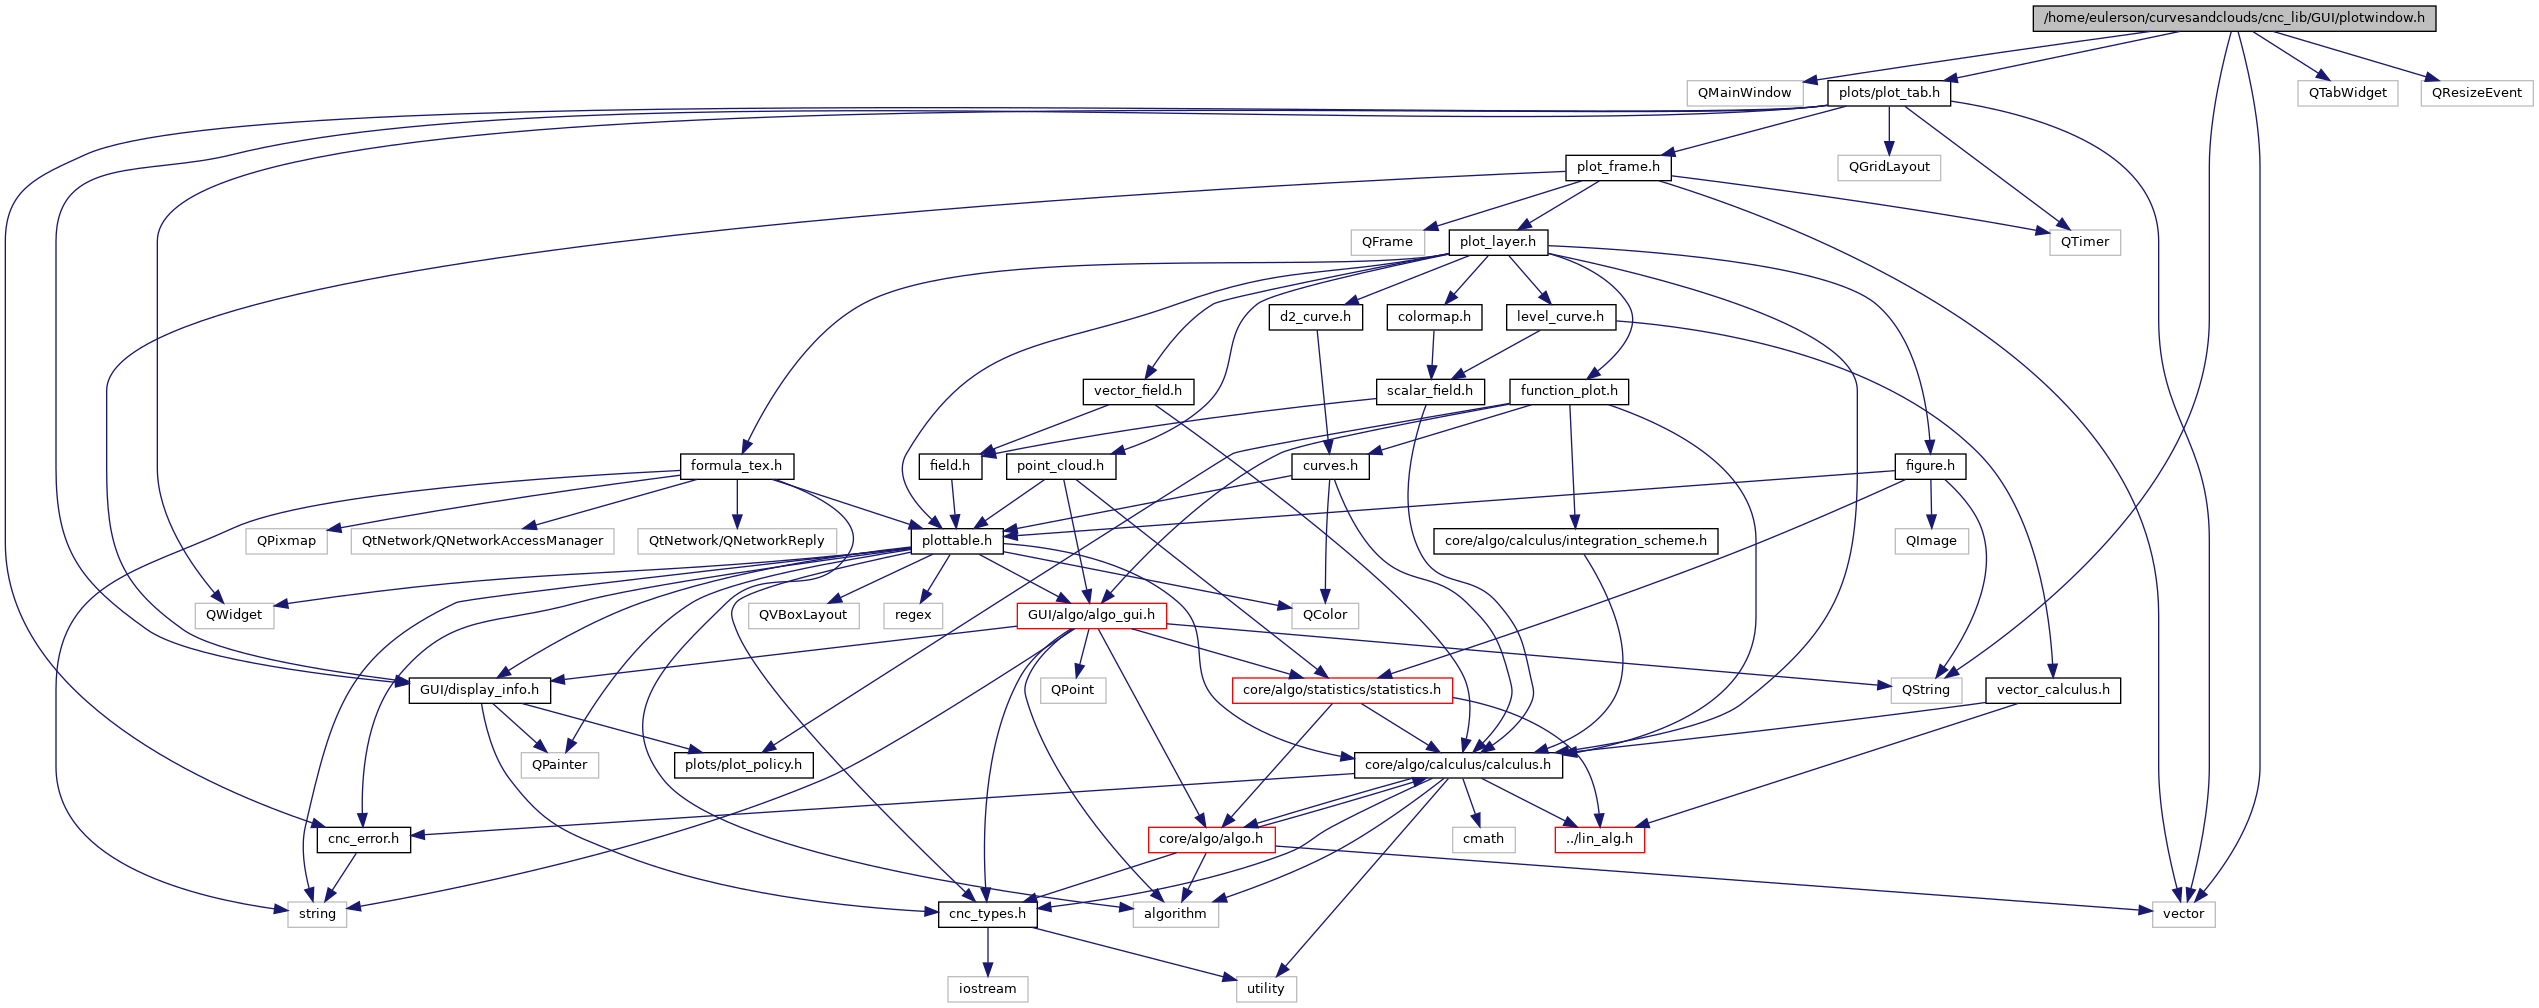 /home/eulerson/curvesandclouds/cnc_lib/GUI/plotwindow.h
QMainWindow
plots/plot_tab.h
QTabWidget
QResizeEvent
plot_frame.h
QGridLayout
QFrame
plot_layer.h
QTimer
d2_curve.h
colormap.h
level_curve.h
vector_field.h
scalar_field.h
function_plot.h
formula_tex.h
field.h
point_cloud.h
curves.h
figure.h
QPixmap
QtNetwork/QNetworkAccessManager
QtNetwork/QNetworkReply
plottable.h
core/algo/calculus/integration_scheme.h
QImage
QWidget
QVBoxLayout
regex
GUI/algo/algo_gui.h
QColor
GUI/display_info.h
QPoint
core/algo/statistics/statistics.h
QString
vector_calculus.h
QPainter
plots/plot_policy.h
core/algo/calculus/calculus.h
cnc_error.h
core/algo/algo.h
cmath
../lin_alg.h
string
cnc_types.h
algorithm
vector
iostream
utility